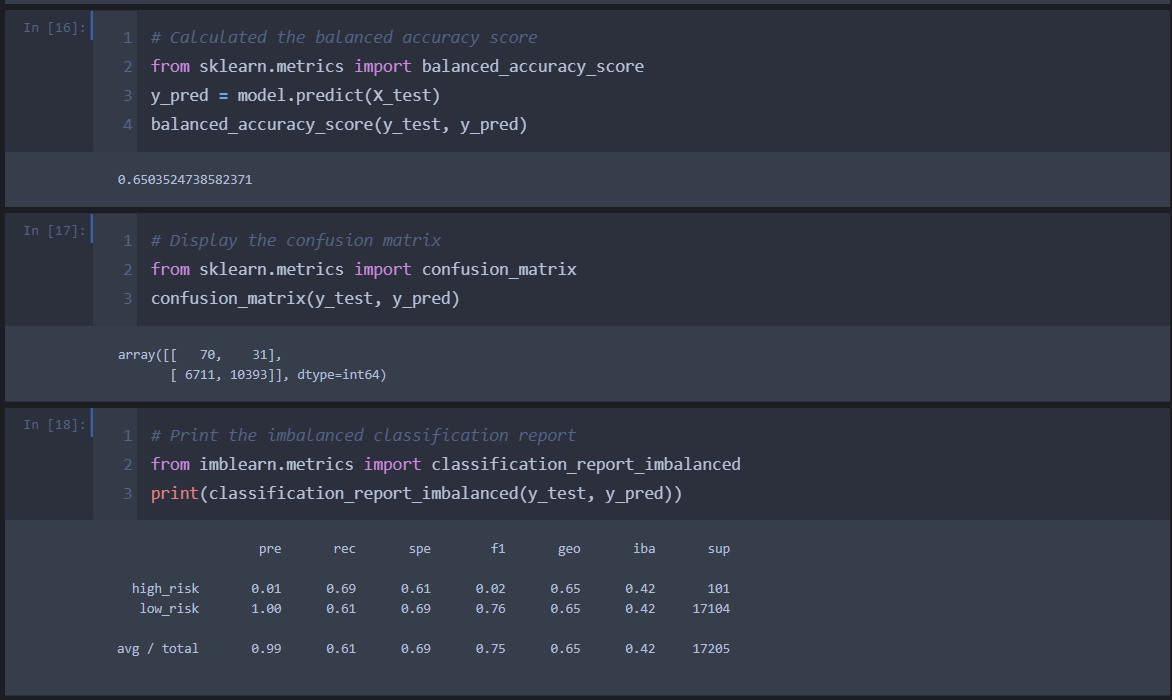 In [16]:
1 # Calculated the balanced accuracy score
2 from sklearn.metrics import balanced_accuracy_score
3 y_pred = model.predict(X_test)
4 balanced_accuracy_score(y_test, y_pred)
0.6503524738582371
In [17]:
1 # Display the confusion matrix
2 from sklearn.metrics import confusion_matrix
3 confusion_matrix(y_test, y_pred)
array([[   70,    31],
       [ 6711, 10393]], dtype=int64)
In [18]:
1 # Print the imbalanced classification report
2 from imblearn.metrics import classification_report_imbalanced
3 print(classification_report_imbalanced(y_test, y_pred))
pre rec spe f1 geo iba sup
high_risk 0.01 0.69 0.61 0.02 0.65 0.42 101
low_risk 1.00 0.61 0.69 0.76 0.65 0.42 17104
avg / total 0.99 0.61 0.69 0.75 0.65 0.42 17205